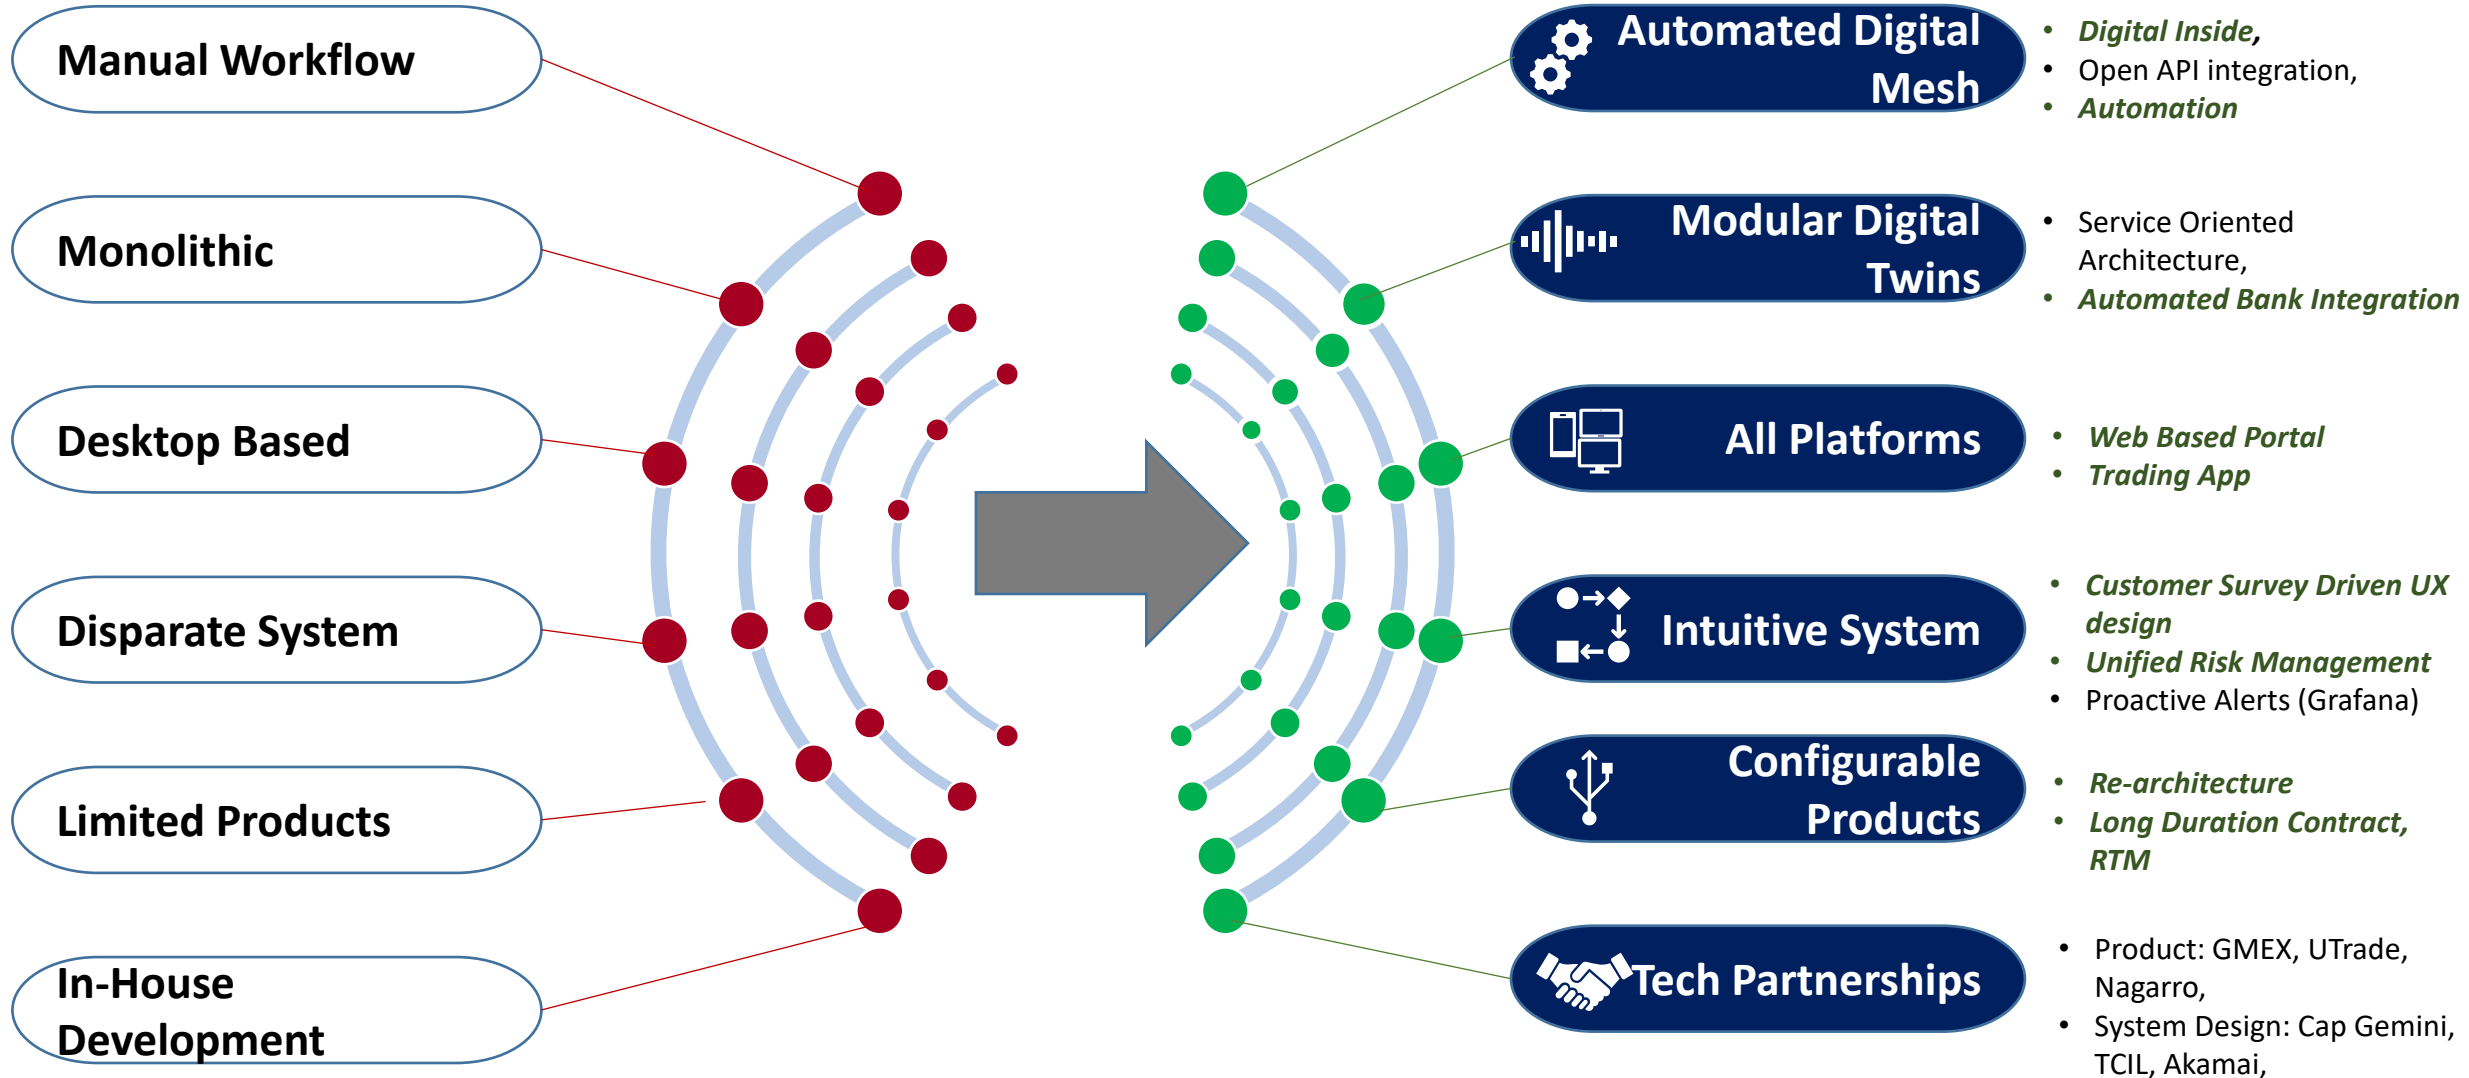 Manual Workflow
Monolithic
Desktop Based
Disparate System
Limited Products
In-House
Development
Automated Digital
Mesh
• Digital Inside,
• Open API integration,
• Automation
Modular Digital
Twins
• Service Oriented
Architecture,
• Automated Bank Integration
All Platforms
• Web Based Portal
• Trading App
Intuitive System
• Customer Survey Driven UX
design
• Unified Risk Management
• Proactive Alerts (Grafana)
Configurable
Products
• Re-architecture
• Long Duration Contract,
RTM
Tech Partnerships
• Product: GMEX, UTrade,
Nagarro,
• System Design: Cap Gemini,
TCIL, Akamai,